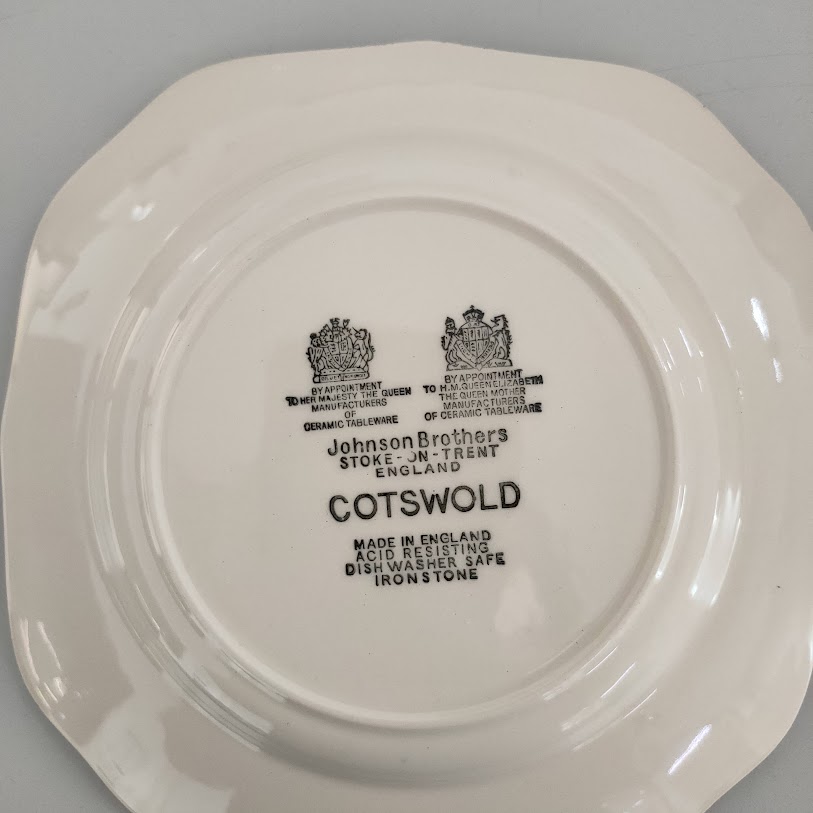 BY APPOINTMENT
TO HER MAJESTY THE QUEEN
MANUFACTURERS
OF
CERAMIC TABLEWARE
BY APPOINTMENT
TO H.M. QUEEN ELIZABETH
THE QUEEN MOTHER
MANUFACTURERS
OF CERAMIC TABLEWARE
Johnson Brothers
STOKE-ON-TRENT
ENGLAND
COTSWOLD
MADE IN ENGLAND
ACID RESISTING
DISHWASHER SAFE
IRONSTONE